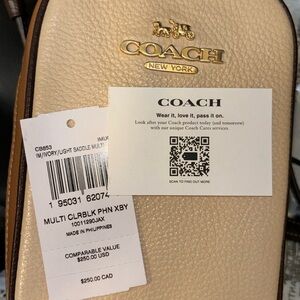 COACH
NEW YORK
COACH
Wear it, love it, pass it on.
Look after your Coach product today (and tomorrow)
with our unique Coach Cares services
SCAN TO FIND OUT MORE
CB853
IM/IVORY/LIGHT SADDLE MULTI
1 95031 62074
MULTI CLRBLK PHN XBY
10011290JAX
MADE IN PHILIPPINES
COMPARABLE VALUE
$250.00 USD
$250.00 CAD